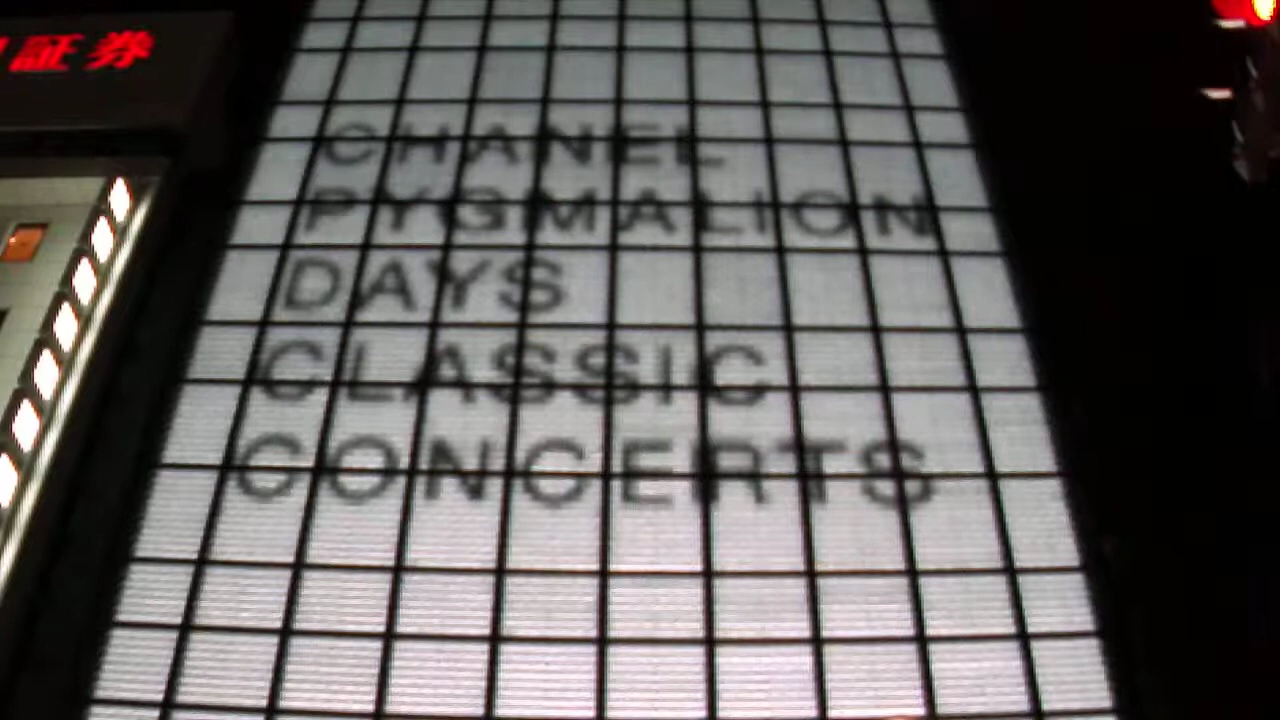 証券
CHANEL
PYGMALION
DAYS
CLASSIC
CONCERTS